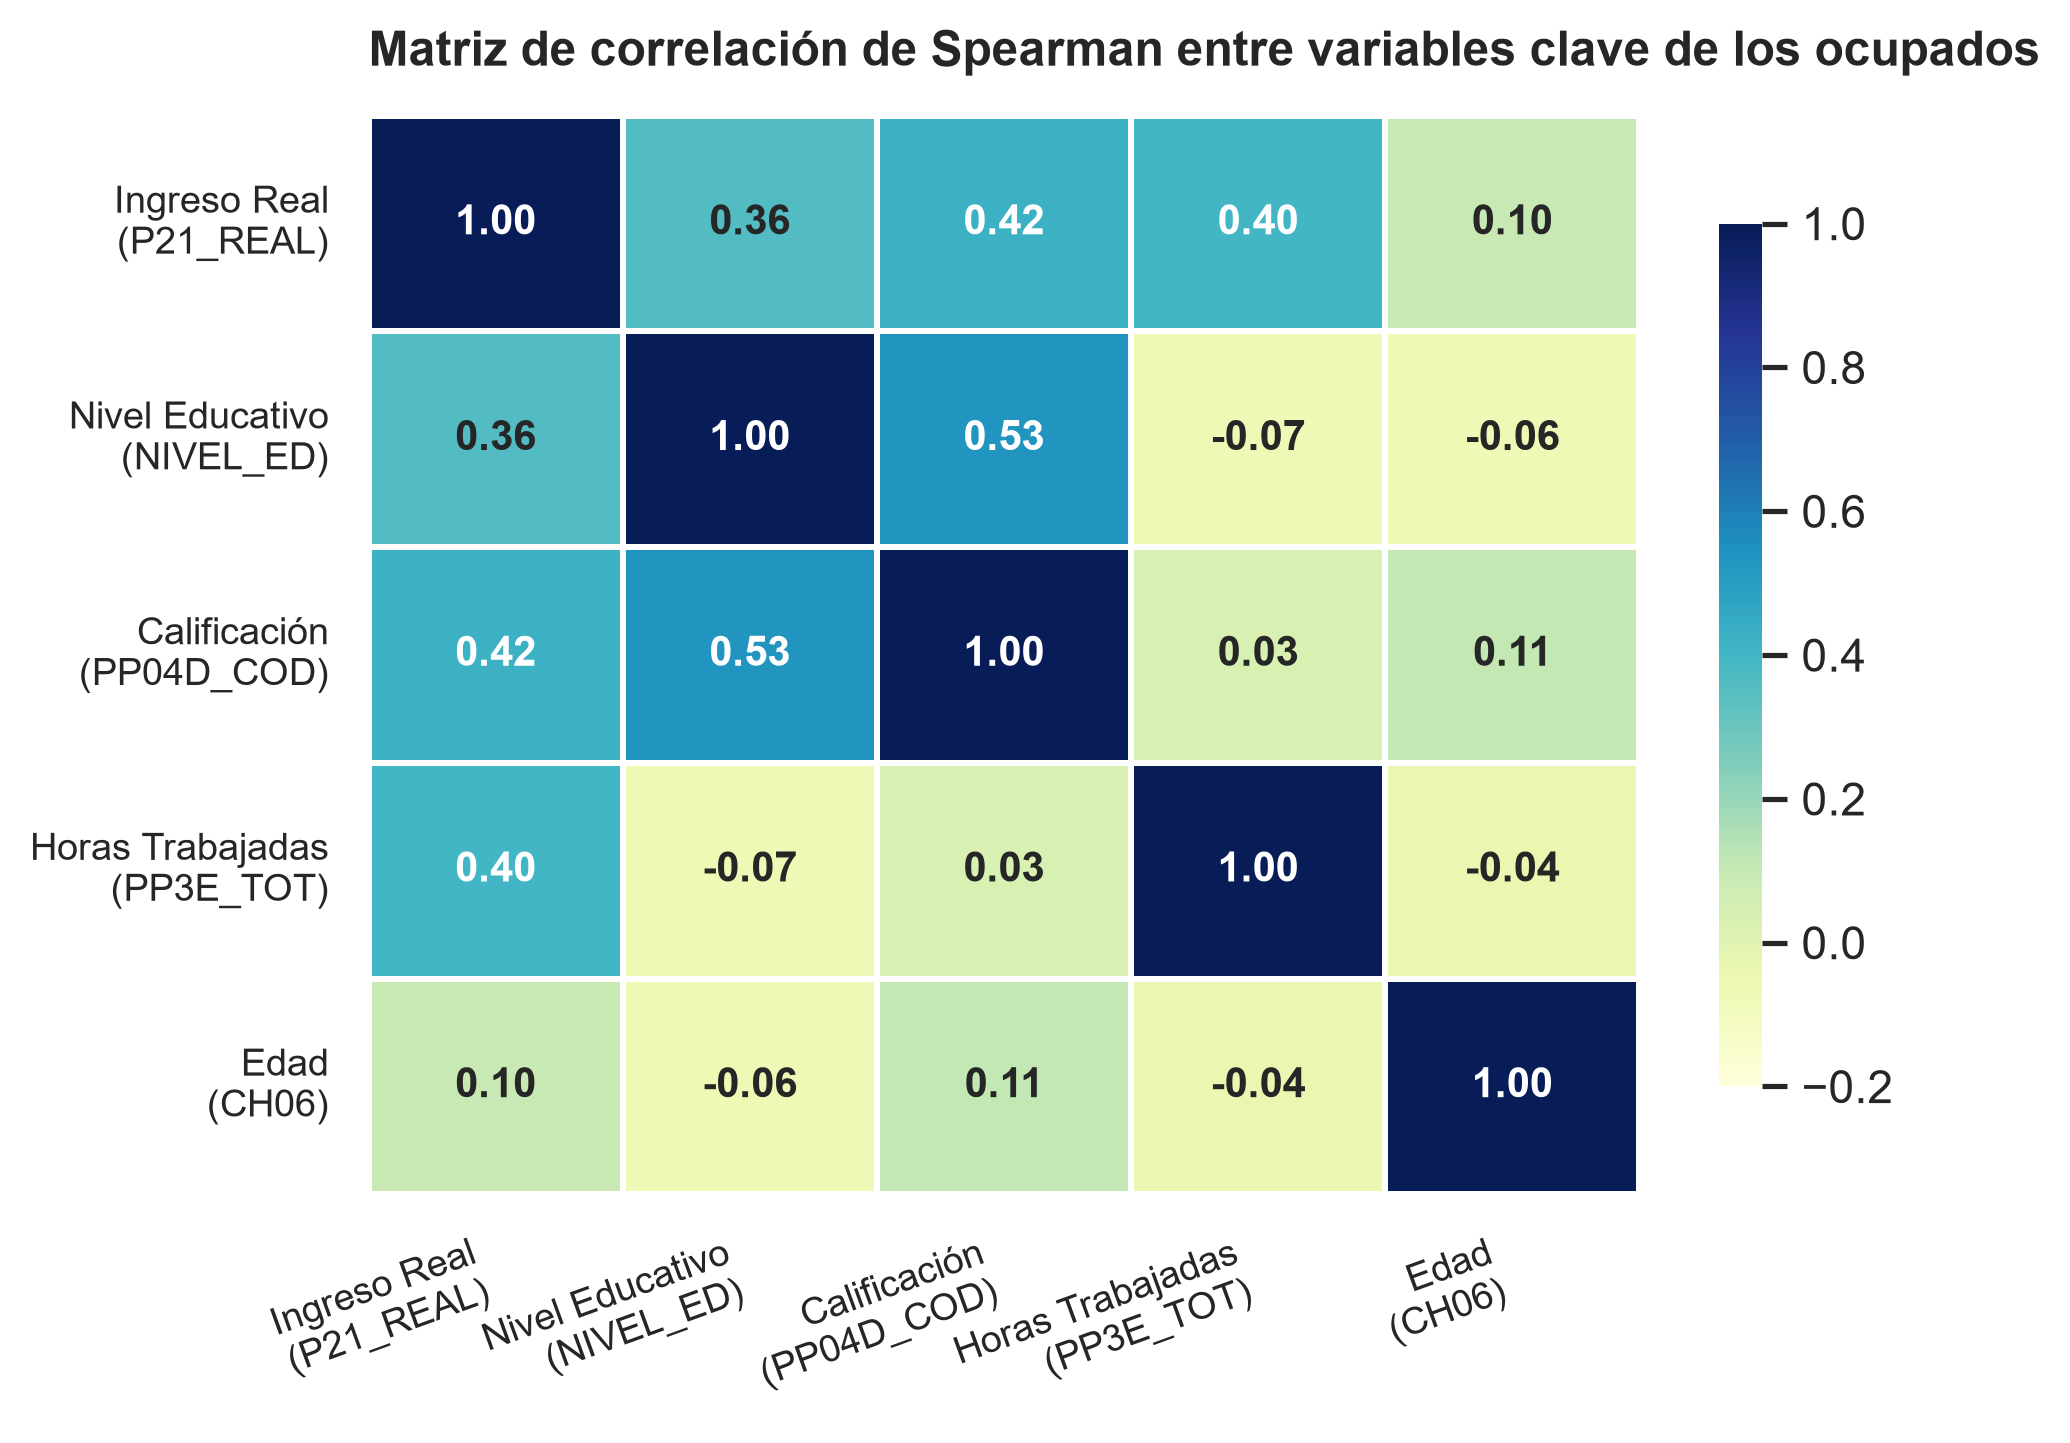 Matriz de correlación de Spearman entre variables clave de los ocupados
Ingreso Real
(P21_REAL)
1.00 0.36 0.42 0.40 0.10
Nivel Educativo
(NIVEL_ED)
0.36 1.00 0.53 -0.07 -0.06
Calificación
(PP04D_COD)
0.42 0.53 1.00 0.03 0.11
Horas Trabajadas
(PP3E_TOT)
0.40 -0.07 0.03 1.00 -0.04
Edad
(CH06)
0.10 -0.06 0.11 -0.04 1.00
Ingreso Real
(P21_REAL)
Nivel Educativo
(NIVEL_ED)
Calificación
(PP04D_COD)
Horas Trabajadas
(PP3E_TOT)
Edad
(CH06)
1.0
0.8
0.6
0.4
0.2
0.0
−0.2